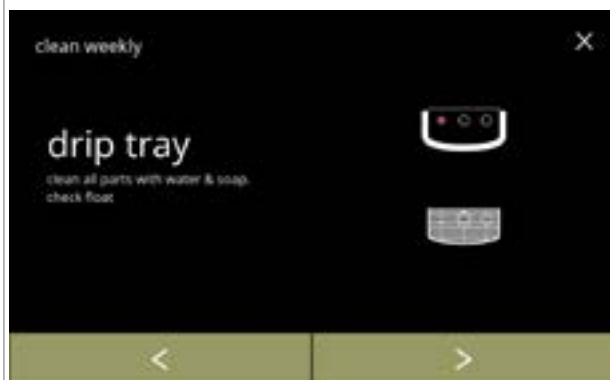 clean weekly
drip tray
clean all parts with water & soap.
check float